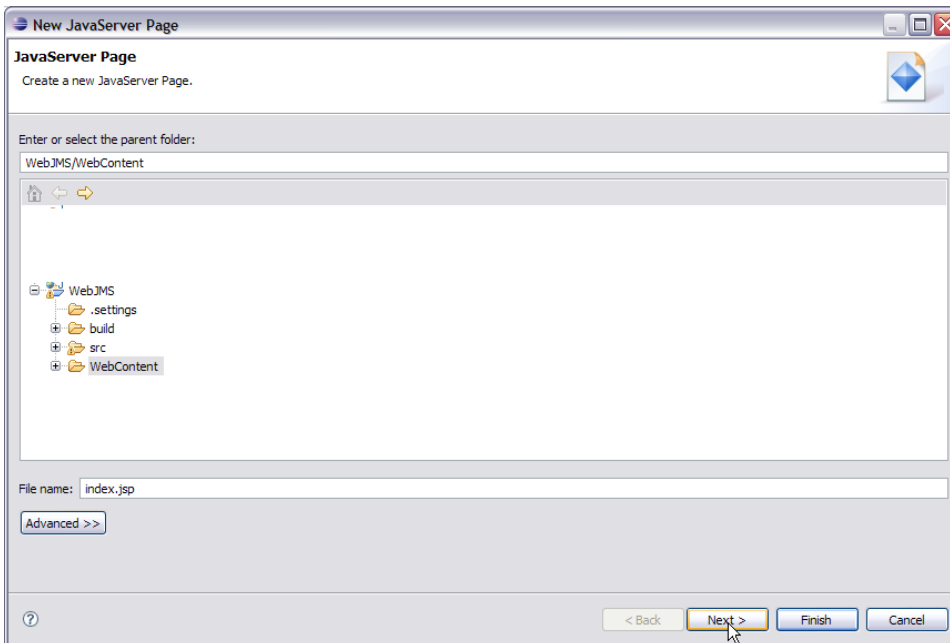 New JavaServer Page
JavaServer Page
Create a new JavaServer Page.
Enter or select the parent folder:
WebJMS/WebContent
WebJMS
.settings
build
src
WebContent
File name: index.jsp
Advanced >>
< Back Next > Finish Cancel